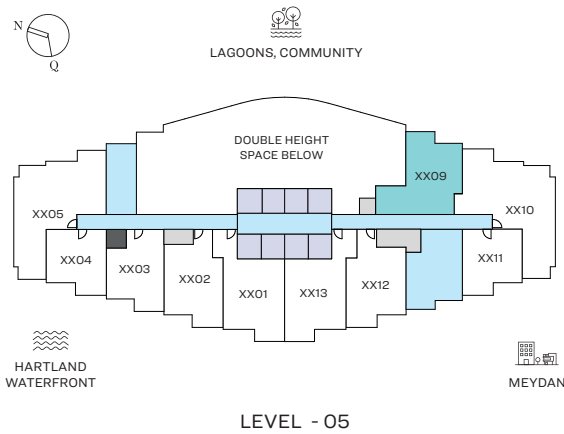 N
Q
LAGOONS, COMMUNITY
DOUBLE HEIGHT
SPACE BELOW
XX09
XX05
XX10
XX04
XX03
XX02
XX01
XX13
XX12
XX11
HARTLAND
WATERFRONT
MEYDAN
LEVEL - 05